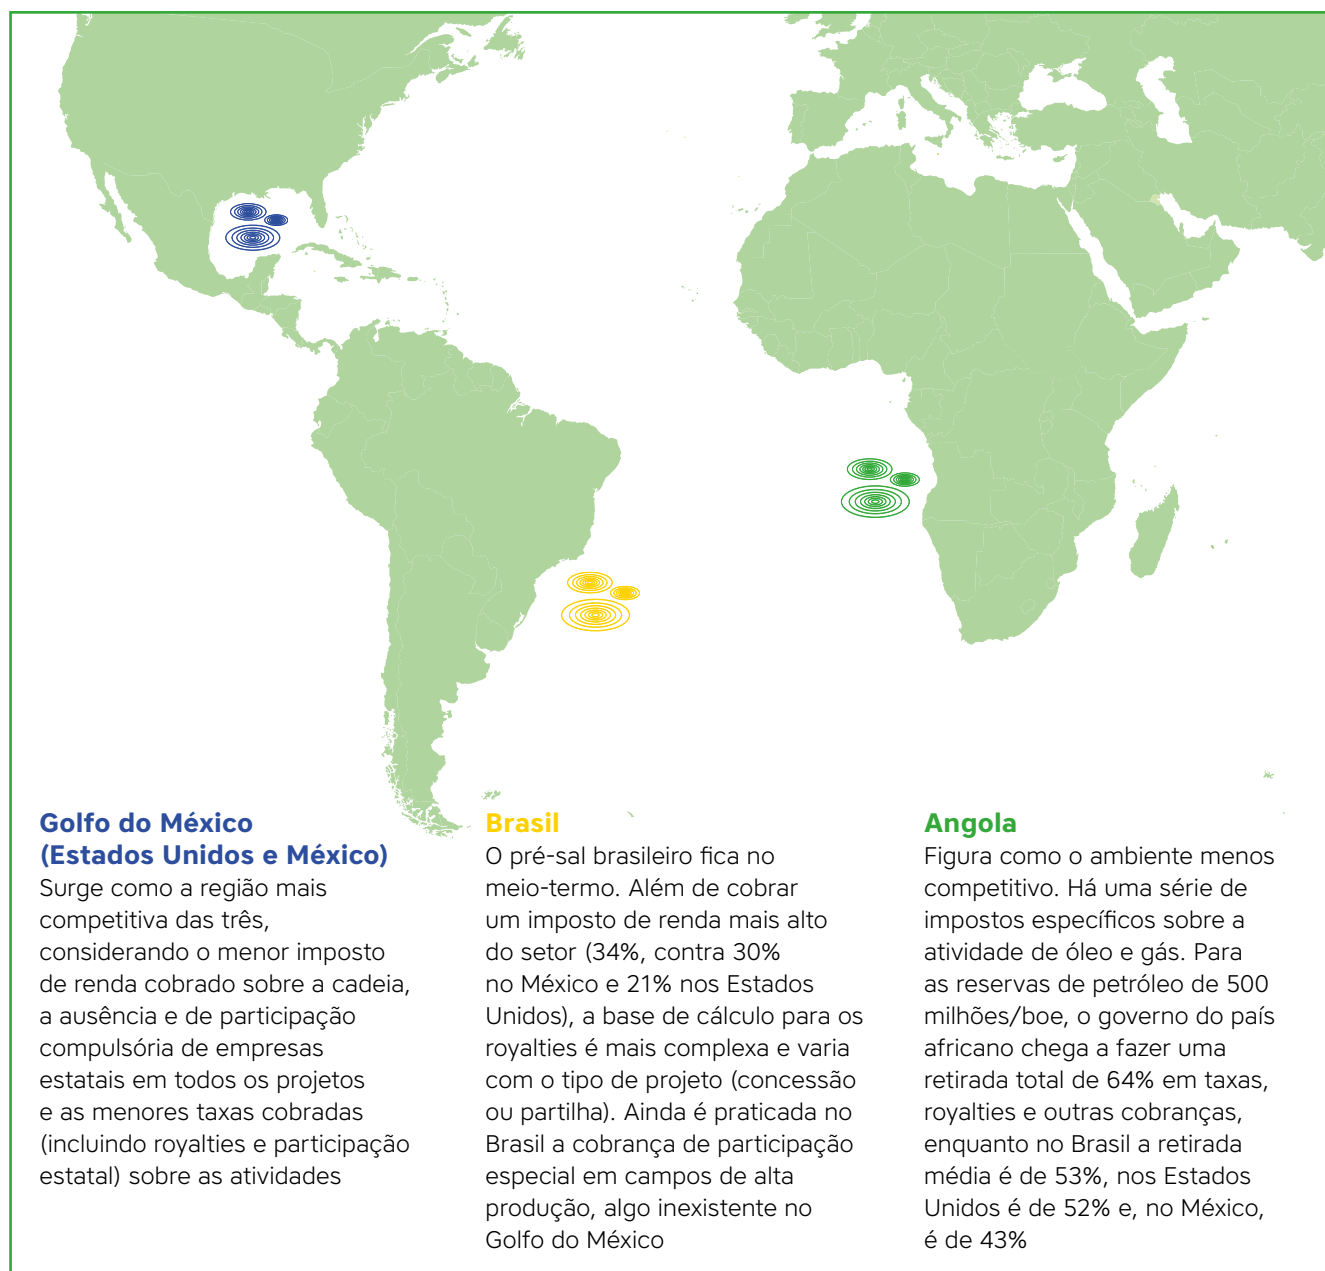 Golfo do México
(Estados Unidos e México)
Surge como a região mais
competitiva das três,
considerando o menor imposto
de renda cobrado sobre a cadeia,
a ausência e de participação
compulsória de empresas
estatais em todos os projetos
e as menores taxas cobradas
(incluindo royalties e participação
estatal) sobre as atividades
Brasil
O pré-sal brasileiro fica no
meio-termo. Além de cobrar
um imposto de renda mais alto
do setor (34%, contra 30%
no México e 21% nos Estados
Unidos), a base de cálculo para os
royalties é mais complexa e varia
com o tipo de projeto (concessão
ou partilha). Ainda é praticada no
Brasil a cobrança de participação
especial em campos de alta
produção, algo inexistente no
Golfo do México
Angola
Figura como o ambiente menos
competitivo. Há uma série de
impostos específicos sobre a
atividade de óleo e gás. Para
as reservas de petróleo de 500
milhões/boe, o governo do país
africano chega a fazer uma
retirada total de 64% em taxas,
royalties e outras cobranças,
enquanto no Brasil a retirada
média é de 53%, nos Estados
Unidos é de 52% e, no México,
é de 43%